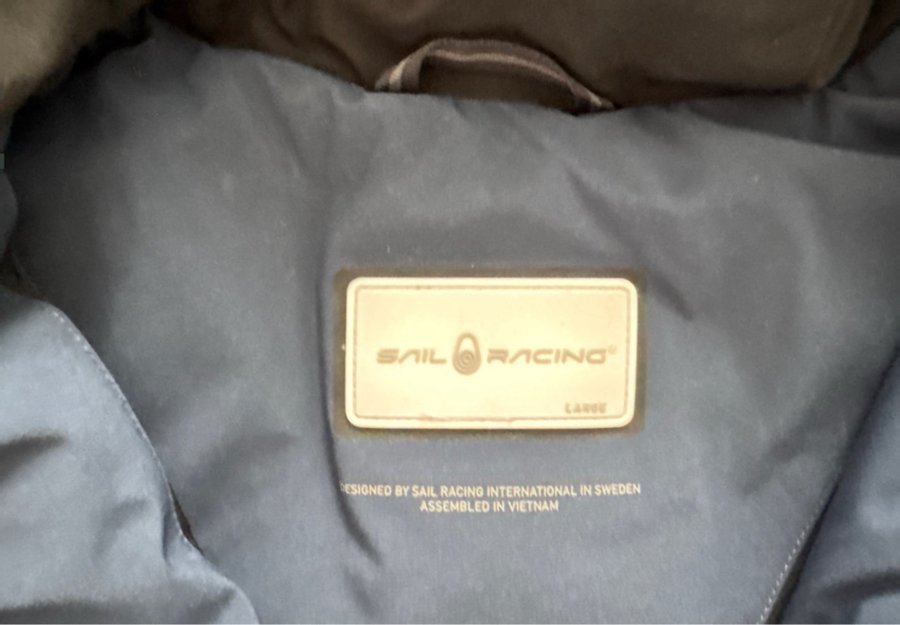 SAIL RACING®
LARGE
DESIGNED BY SAIL RACING INTERNATIONAL IN SWEDEN
ASSEMBLED IN VIETNAM